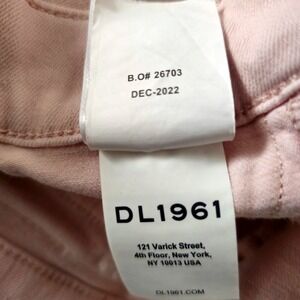 B.O# 26703
DEC-2022
DL1961
121 Varick Street,
4th Floor, New York,
NY 10013 USA
DL1961.COM